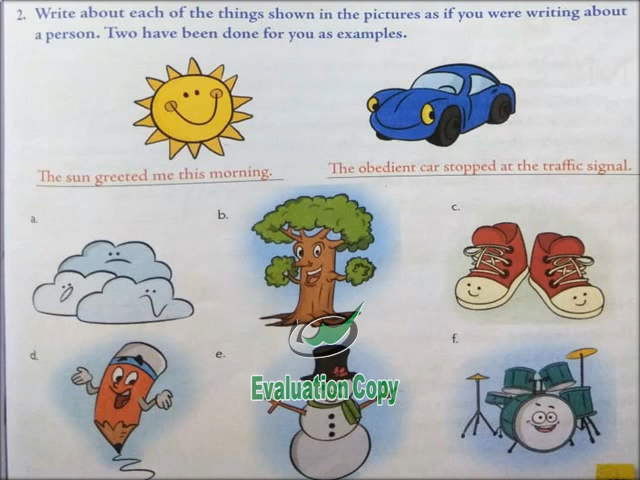 2. Write about each of the things shown in the pictures as if you were writing about
a person. Two have been done for you as examples.
The sun greeted me this morning.
The obedient car stopped at the traffic signal.
a.
b.
c.
d.
e.
f.
Evaluation Copy